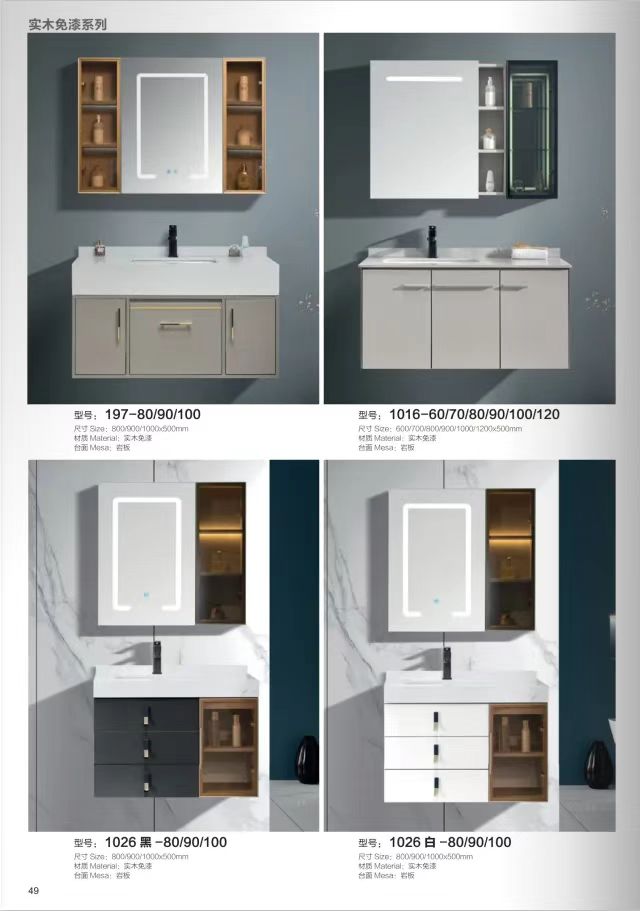 实木免漆系列
型号：197-80/90/100
尺寸 Size：800/900/1000x500mm
材质 Material：实木免漆
台面 Mesa：岩板
型号：1016-60/70/80/90/100/120
尺寸 Size：600/700/800/900/1000/1200x500mm
材质 Material：实木免漆
台面 Mesa：岩板
型号：1026 黑 -80/90/100
尺寸 Size：800/900/1000x500mm
材质 Material：实木免漆
台面 Mesa：岩板
型号：1026 白 -80/90/100
尺寸 Size：800/900/1000x500mm
材质 Material：实木免漆
台面 Mesa：岩板
49